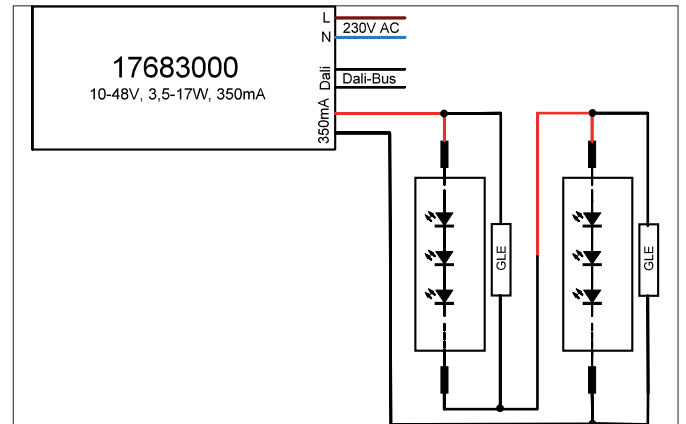 L
230V AC
N
17683000
10-48V, 3,5-17W, 350mA
Dali
Dali-Bus
350mA
GLE
GLE